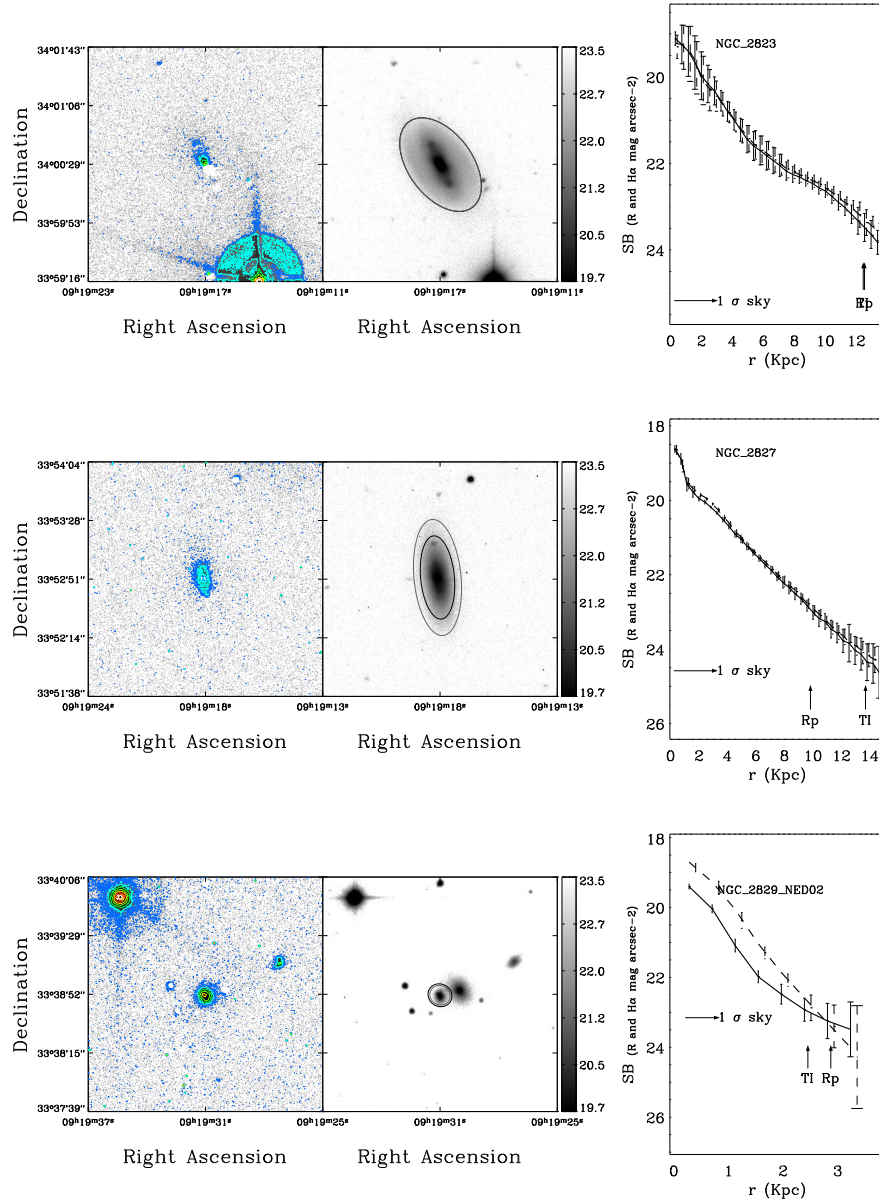 34°01'43"
34°01'06"
34°00'29"
33°59'53"
33°59'16"
Declination
09ʰ19ᵐ23ˢ 09ʰ19ᵐ17ˢ 09ʰ19ᵐ11ˢ 09ʰ19ᵐ17ˢ 09ʰ19ᵐ11ˢ
Right Ascension Right Ascension
23.5
22.7
22.0
21.2
20.5
19.7
SB (R and Hα mag arcsec-2)
20
22
24
NGC_2823
1 σ sky
Rp
0 2 4 6 8 10 12
r (Kpc)
33°54'04"
33°53'28"
33°52'51"
33°52'14"
33°51'38"
Declination
09ʰ19ᵐ24ˢ 09ʰ19ᵐ18ˢ 09ʰ19ᵐ13ˢ 09ʰ19ᵐ18ˢ 09ʰ19ᵐ13ˢ
Right Ascension Right Ascension
23.5
22.7
22.0
21.2
20.5
19.7
SB (R and Hα mag arcsec-2)
18
20
22
24
26
NGC_2827
1 σ sky
Rp TI
0 2 4 6 8 10 12 14
r (Kpc)
33°40'06"
33°39'29"
33°38'52"
33°38'15"
33°37'39"
Declination
09ʰ19ᵐ37ˢ 09ʰ19ᵐ31ˢ 09ʰ19ᵐ25ˢ 09ʰ19ᵐ31ˢ 09ʰ19ᵐ25ˢ
Right Ascension Right Ascension
23.5
22.7
22.0
21.2
20.5
19.7
SB (R and Hα mag arcsec-2)
18
20
22
24
26
NGC_2829_NED02
1 σ sky
TI Rp
0 1 2 3
r (Kpc)